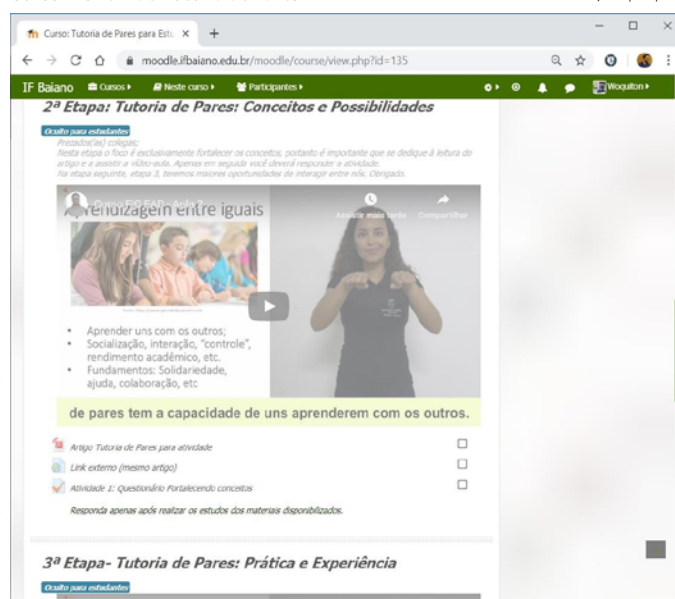 Curso: Tutoria de Pares para Estu
moodle.ifbaiano.edu.br/moodle/course/view.php?id=135
IF Baiano Cursos Neste curso Participantes Woquiton
2ª Etapa: Tutoria de Pares: Conceitos e Possibilidades
Oculto para estudantes
Prezados(as) colegas;
Nesta etapa o foco é exclusivamente fortalecer os conceitos, portanto é importante que se dedique à leitura do
artigo e a assistir a vídeo-aula. Apenas em seguida você deverá responder a atividade.
Na etapa seguinte, etapa 3, teremos maiores oportunidades de interagir entre nós. Obrigado.
Curso FIC EAD - Aula 2
Assistir mais tarde Compartilhar
Aprendizagem entre iguais
• Aprender uns com os outros;
• Socialização, interação, "controle",
rendimento acadêmico, etc.
• Fundamentos: Solidariedade,
ajuda, colaboração, etc
de pares tem a capacidade de uns aprenderem com os outros.
Artigo Tutoria de Pares para atividade
Link externo (mesmo artigo)
Atividade 1: Questionário Fortalecendo conceitos
Responda apenas após realizar os estudos dos materiais disponibilizados.
3ª Etapa- Tutoria de Pares: Prática e Experiência
Oculto para estudantes